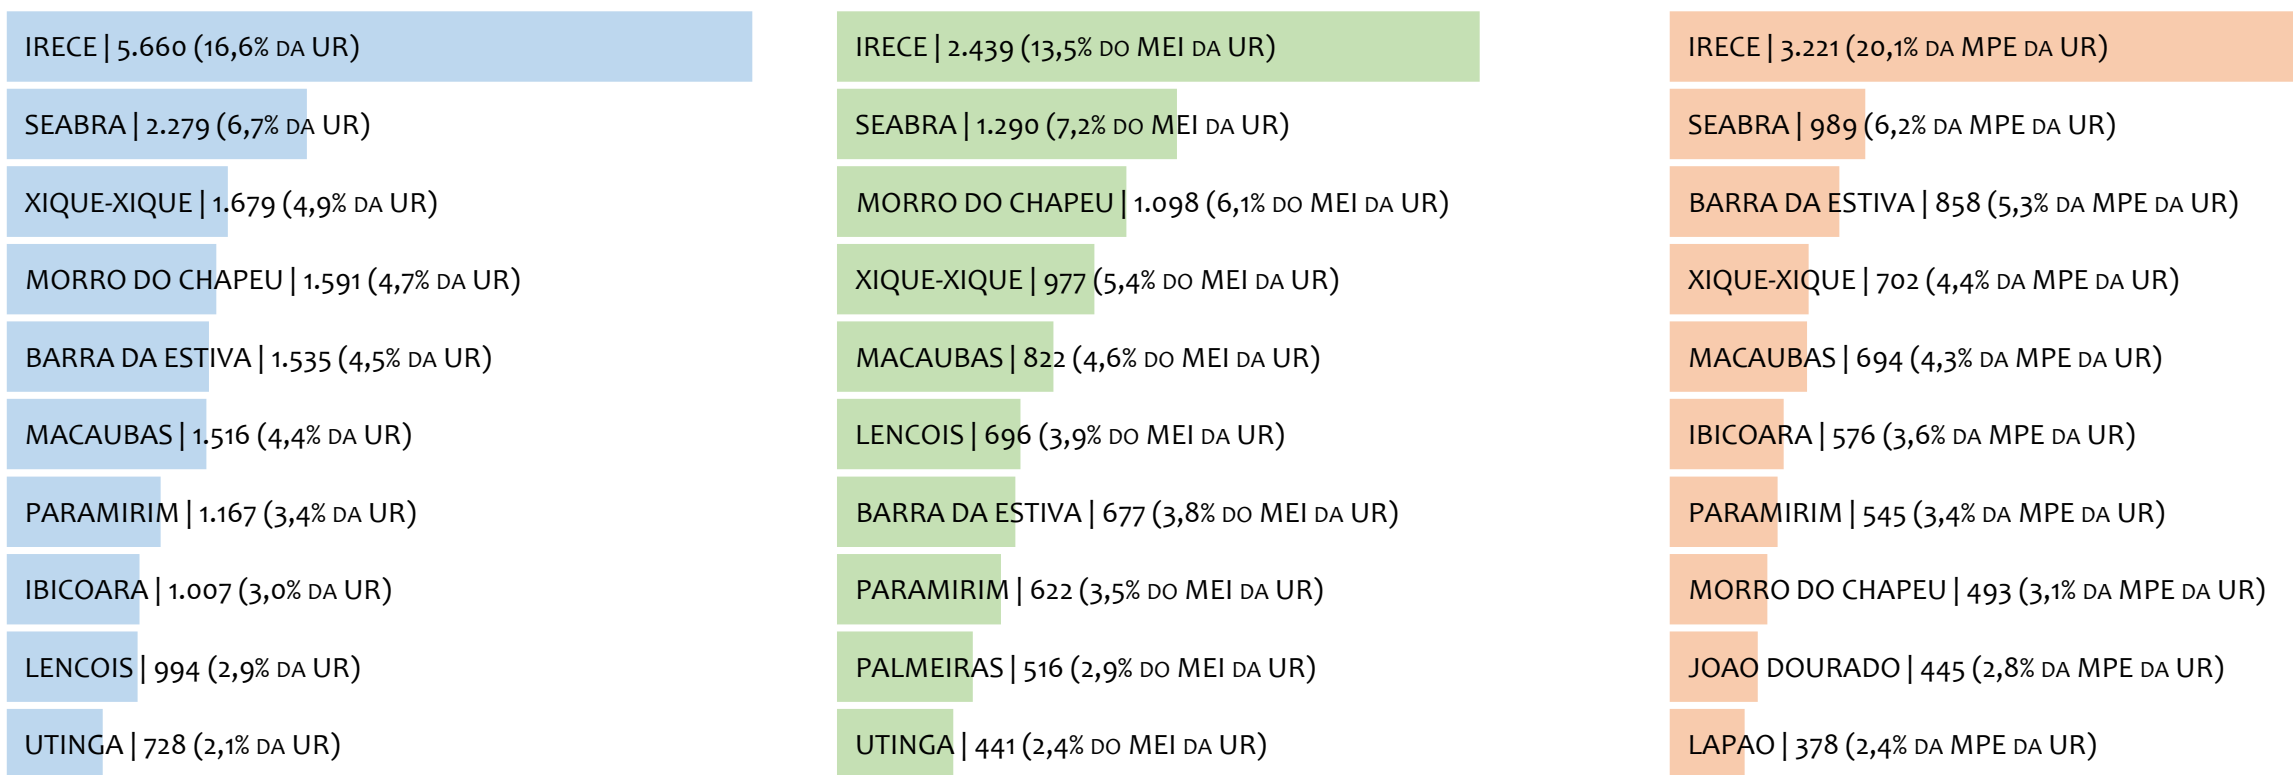 IRECE | 5.660 (16,6% DA UR)
SEABRA | 2.279 (6,7% DA UR)
XIQUE-XIQUE | 1.679 (4,9% DA UR)
MORRO DO CHAPEU | 1.591 (4,7% DA UR)
BARRA DA ESTIVA | 1.535 (4,5% DA UR)
MACAUBAS | 1.516 (4,4% DA UR)
PARAMIRIM | 1.167 (3,4% DA UR)
IBICOARA | 1.007 (3,0% DA UR)
LENCOIS | 994 (2,9% DA UR)
UTINGA | 728 (2,1% DA UR)
IRECE | 2.439 (13,5% DO MEI DA UR)
SEABRA | 1.290 (7,2% DO MEI DA UR)
MORRO DO CHAPEU | 1.098 (6,1% DO MEI DA UR)
XIQUE-XIQUE | 977 (5,4% DO MEI DA UR)
MACAUBAS | 822 (4,6% DO MEI DA UR)
LENCOIS | 696 (3,9% DO MEI DA UR)
BARRA DA ESTIVA | 677 (3,8% DO MEI DA UR)
PARAMIRIM | 622 (3,5% DO MEI DA UR)
PALMEIRAS | 516 (2,9% DO MEI DA UR)
UTINGA | 441 (2,4% DO MEI DA UR)
IRECE | 3.221 (20,1% DA MPE DA UR)
SEABRA | 989 (6,2% DA MPE DA UR)
BARRA DA ESTIVA | 858 (5,3% DA MPE DA UR)
XIQUE-XIQUE | 702 (4,4% DA MPE DA UR)
MACAUBAS | 694 (4,3% DA MPE DA UR)
IBICOARA | 576 (3,6% DA MPE DA UR)
PARAMIRIM | 545 (3,4% DA MPE DA UR)
MORRO DO CHAPEU | 493 (3,1% DA MPE DA UR)
JOAO DOURADO | 445 (2,8% DA MPE DA UR)
LAPAO | 378 (2,4% DA MPE DA UR)